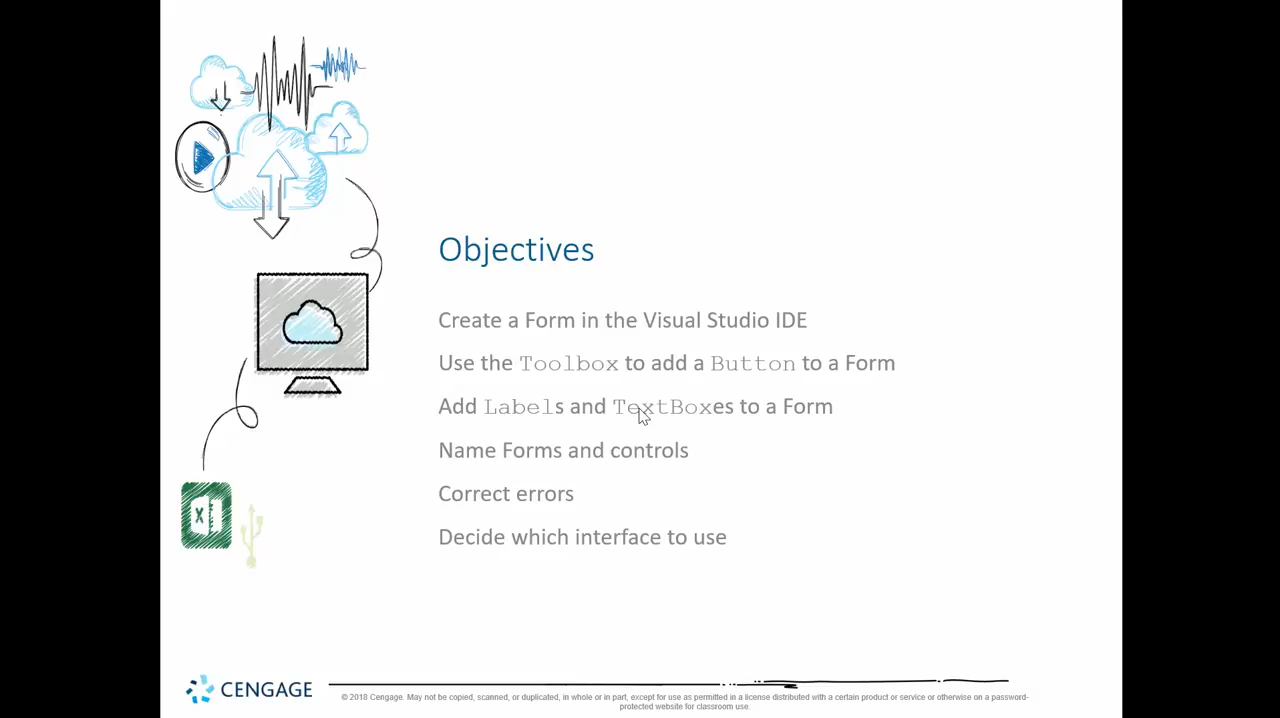 Objectives
Create a Form in the Visual Studio IDE
Use the Toolbox to add a Button to a Form
Add Labels and TextBoxes to a Form
Name Forms and controls
Correct errors
Decide which interface to use
X
CENGAGE
© 2018 Cengage. May not be copied, scanned, or duplicated, in whole or in part, except for use as permitted in a license distributed with a certain product or service or otherwise on a password-
protected website for classroom use.